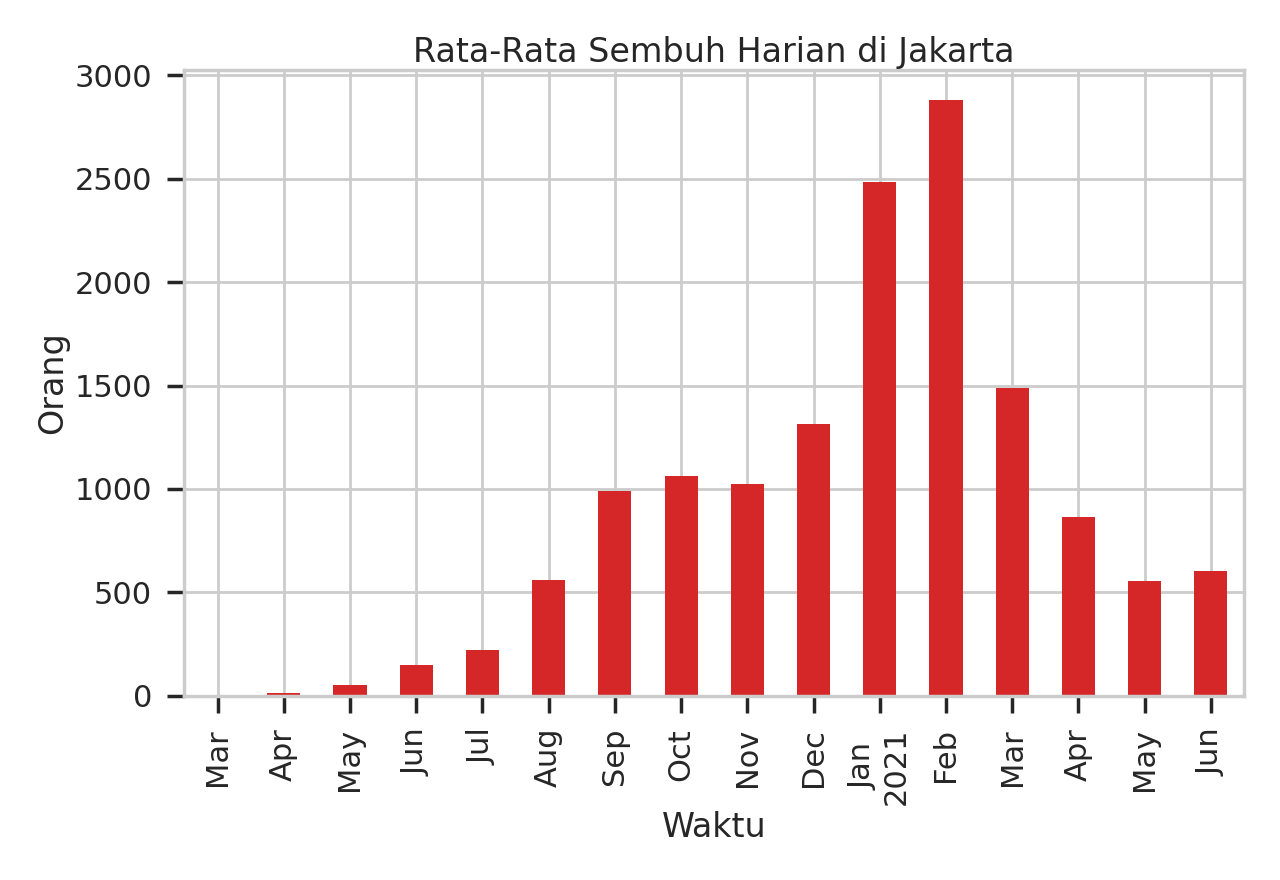 Rata-Rata Sembuh Harian di Jakarta
3000
2500
2000
1500
1000
500
0
Orang
Mar
Apr
May
Jun
Jul
Aug
Sep
Oct
Nov
Dec
Jan
2021
Feb
Mar
Apr
May
Jun
Waktu